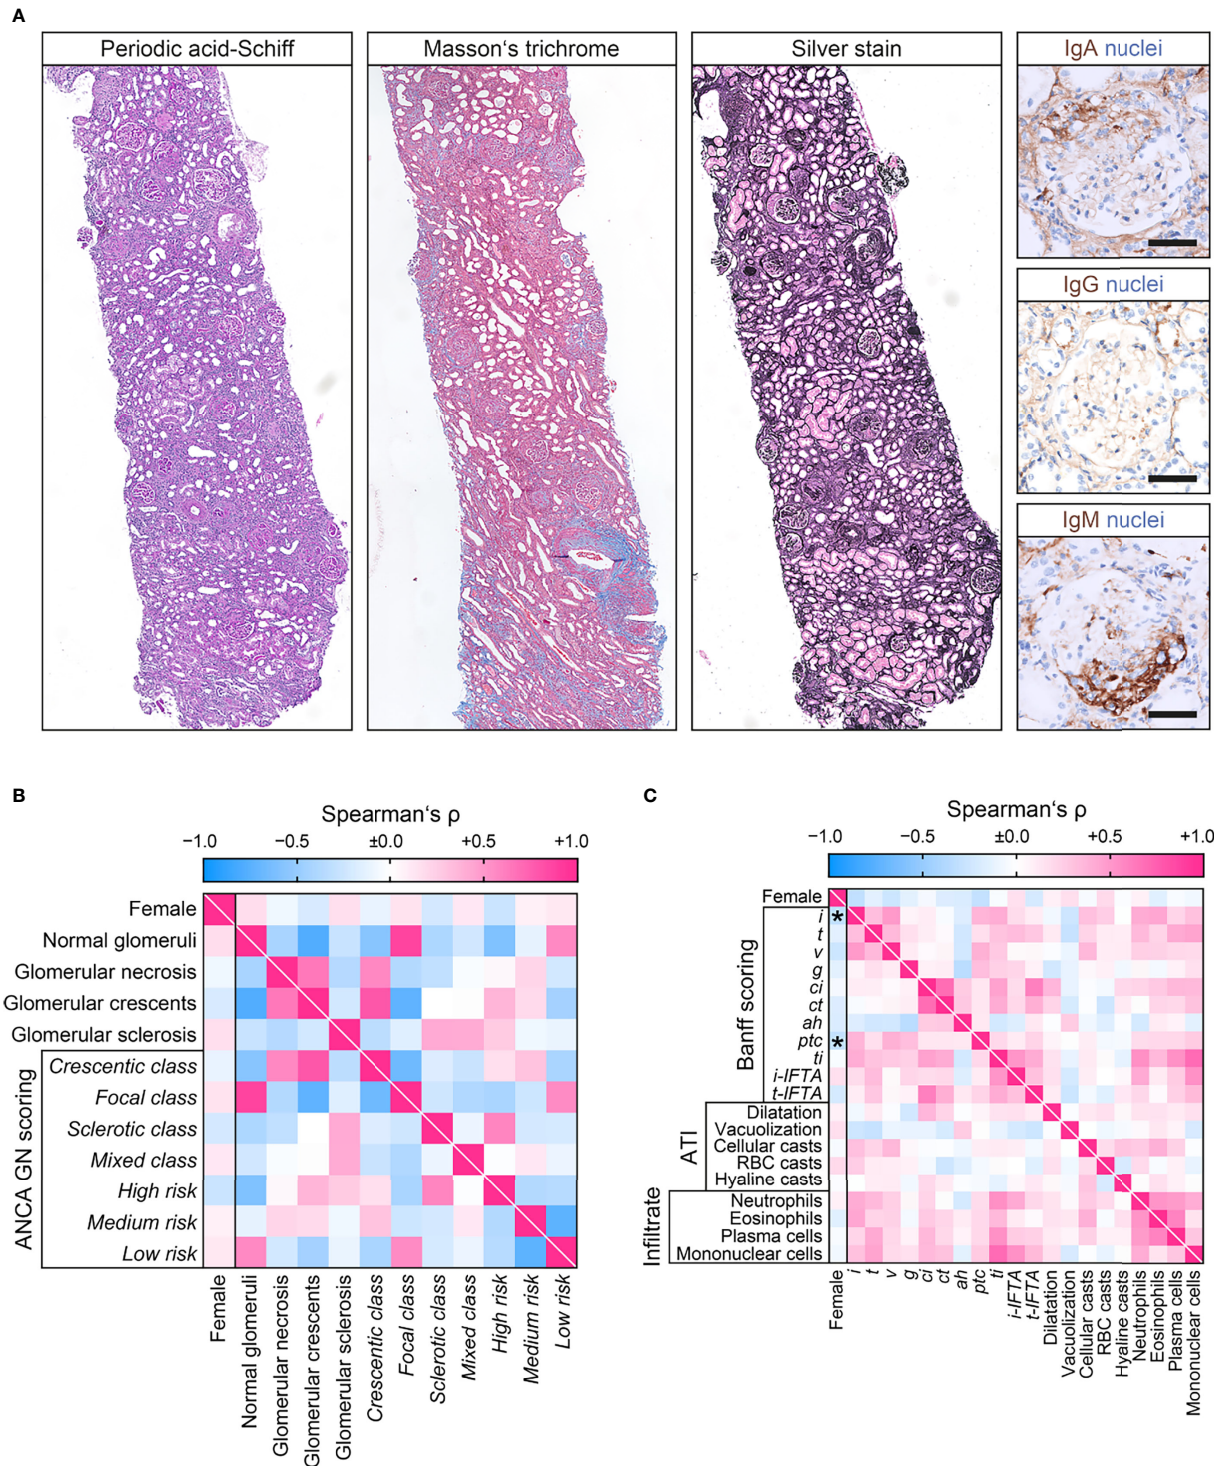 A
Periodic acid-Schiff
Masson's trichrome
Silver stain
IgA nuclei
IgG nuclei
IgM nuclei
B
Spearman's ρ
−1.0 −0.5 ±0.0 +0.5 +1.0
Female
Normal glomeruli
Glomerular necrosis
Glomerular crescents
Glomerular sclerosis
ANCA GN scoring
Crescentic class
Focal class
Sclerotic class
Mixed class
High risk
Medium risk
Low risk
Female
Normal glomeruli
Glomerular necrosis
Glomerular crescents
Glomerular sclerosis
Crescentic class
Focal class
Sclerotic class
Mixed class
High risk
Medium risk
Low risk
C
Spearman's ρ
−1.0 −0.5 ±0.0 +0.5 +1.0
Female
Banff scoring
i *
t
v
g
ci
ct
ah
ptc *
ti
i-IFTA
t-IFTA
ATI
Dilatation
Vacuolization
Cellular casts
RBC casts
Hyaline casts
Infiltrate
Neutrophils
Eosinophils
Plasma cells
Mononuclear cells
Female
i
t
v
g
ci
ct
ah
ptc
ti
i-IFTA
t-IFTA
Dilatation
Vacuolization
Cellular casts
RBC casts
Hyaline casts
Neutrophils
Eosinophils
Plasma cells
Mononuclear cells